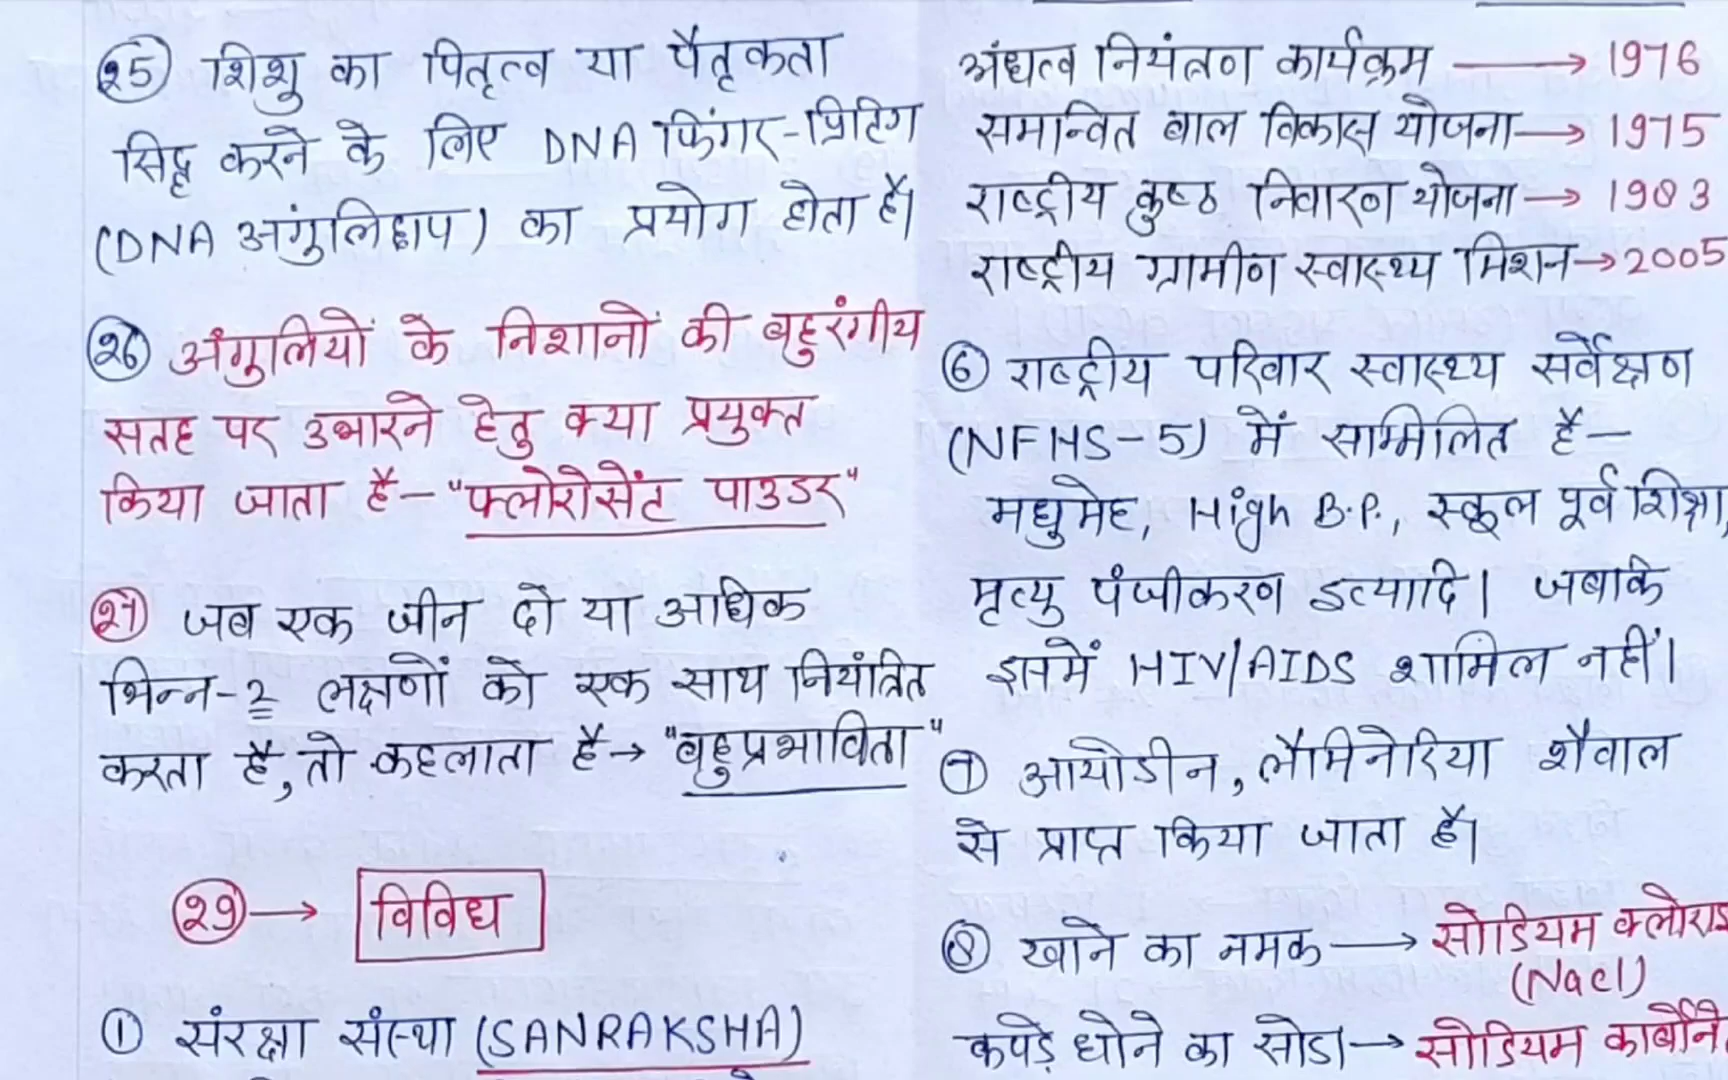 (25) शिशु का पितृत्व या पैतृकता
सिद्ध करने के लिए DNA फिंगर-प्रिंटिग
(DNA अंगुलिछाप) का प्रयोग होता है।
(26) अंगुलियों के निशानों की बहुरंगीय
सतह पर उभारने हेतु क्या प्रयुक्त
किया जाता है- "फ्लोरोसेंट पाउडर"
(27) जब एक जीन दो या अधिक
भिन्न-2 लक्षणों को एक साथ नियंत्रित
करता है, तो कहलाता है→ "बहुप्रभाविता"
(29)→ विविध
① संरक्षा संस्था (SANRAKSHA)
अंधत्व नियंत्रण कार्यक्रम → 1976
समन्वित बाल विकास योजना→ 1975
राष्ट्रीय कुष्ठ निवारण योजना→ 1983
राष्ट्रीय ग्रामीण स्वास्थ्य मिशन→2005
⑥ राष्ट्रीय परिवार स्वास्थ्य सर्वेक्षण
(NFHS-5) में सम्मिलित है-
मधुमेह, High B.P., स्कूल पूर्व शिक्षा,
मृत्यु पंजीकरण इत्यादि। जबकि
इसमें HIV/AIDS शामिल नहीं।
⑦ आयोडीन, लैमिनेरिया शैवाल
से प्राप्त किया जाता है।
⑧ खाने का नमक → सोडियम क्लोरा
(Nacl)
कपड़े धोने का सोडा→ सोडियम कार्बोने